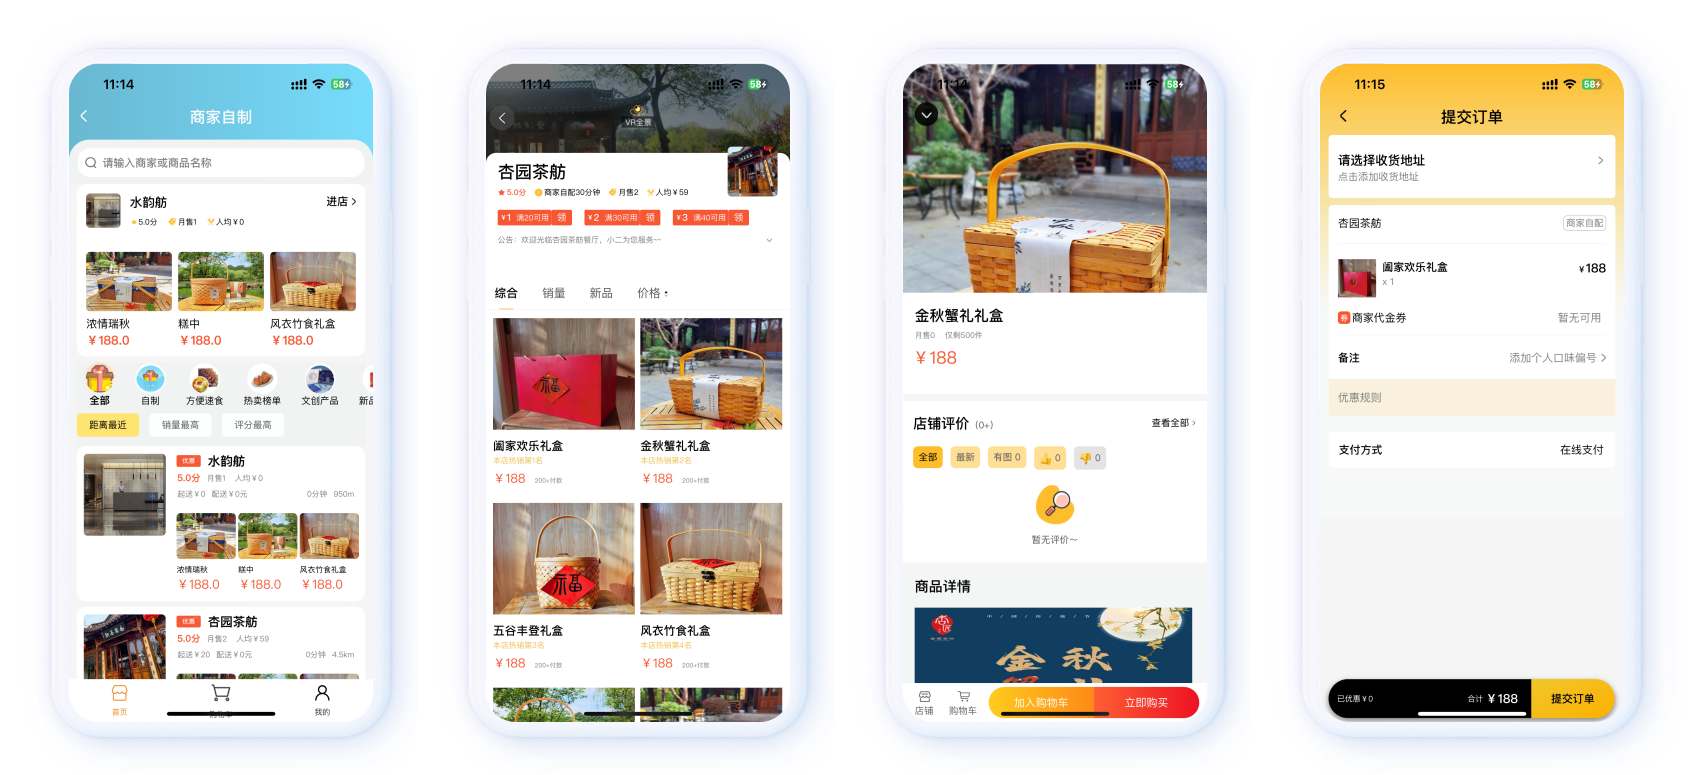 11:14
58
商家自制
请输入商家或商品名称
水韵舫
进店
5.0分 月售1 人均￥0
浓情瑞秋
糕中
风衣竹食礼盒
￥188.0
￥188.0
￥188.0
全部
自制
方便速食
热卖榜单
文创产品
新品
距离最近
销量最高
评分最高
优惠 水韵舫
5.0分 月售1 人均￥0
起送￥0 配送￥0元 0分钟 950m
浓情瑞秋
糕中
风衣竹食礼盒
￥188.0
￥188.0
￥188.0
优惠 杏园茶舫
5.0分 月售2 人均￥59
起送￥20 配送￥0元 0分钟 4.5km
首页
我的
11:14
58
VR全景
杏园茶舫
5.0分 商家自配30分钟 月售2 人均￥59
￥1 满20可用 领
￥2 满30可用 领
￥3 满40可用 领
公告：欢迎光临杏园茶舫餐厅，小二为您服务~~
综合
销量
新品
价格
福
阖家欢乐礼盒
本店热销第1名
￥188 200+付款
金秋蟹礼礼盒
本店热销第2名
￥188 200+付款
福
五谷丰登礼盒
本店热销第3名
￥188 200+付款
风衣竹食礼盒
本店热销第4名
￥188 200+付款
11:14
58
金秋蟹礼礼盒
月售0 仅剩500件
￥188
店铺评价 (0+)
查看全部
全部
最新
有图 0
0
0
暂无评价~
商品详情
金秋
店铺
购物车
加入购物车
立即购买
11:15
58
提交订单
请选择收货地址
点击添加收货地址
杏园茶舫
商家自配
阖家欢乐礼盒
￥188
x 1
券 商家代金券
暂无可用
备注
添加个人口味偏号
优惠规则
支付方式
在线支付
已优惠￥0
合计 ￥188
提交订单